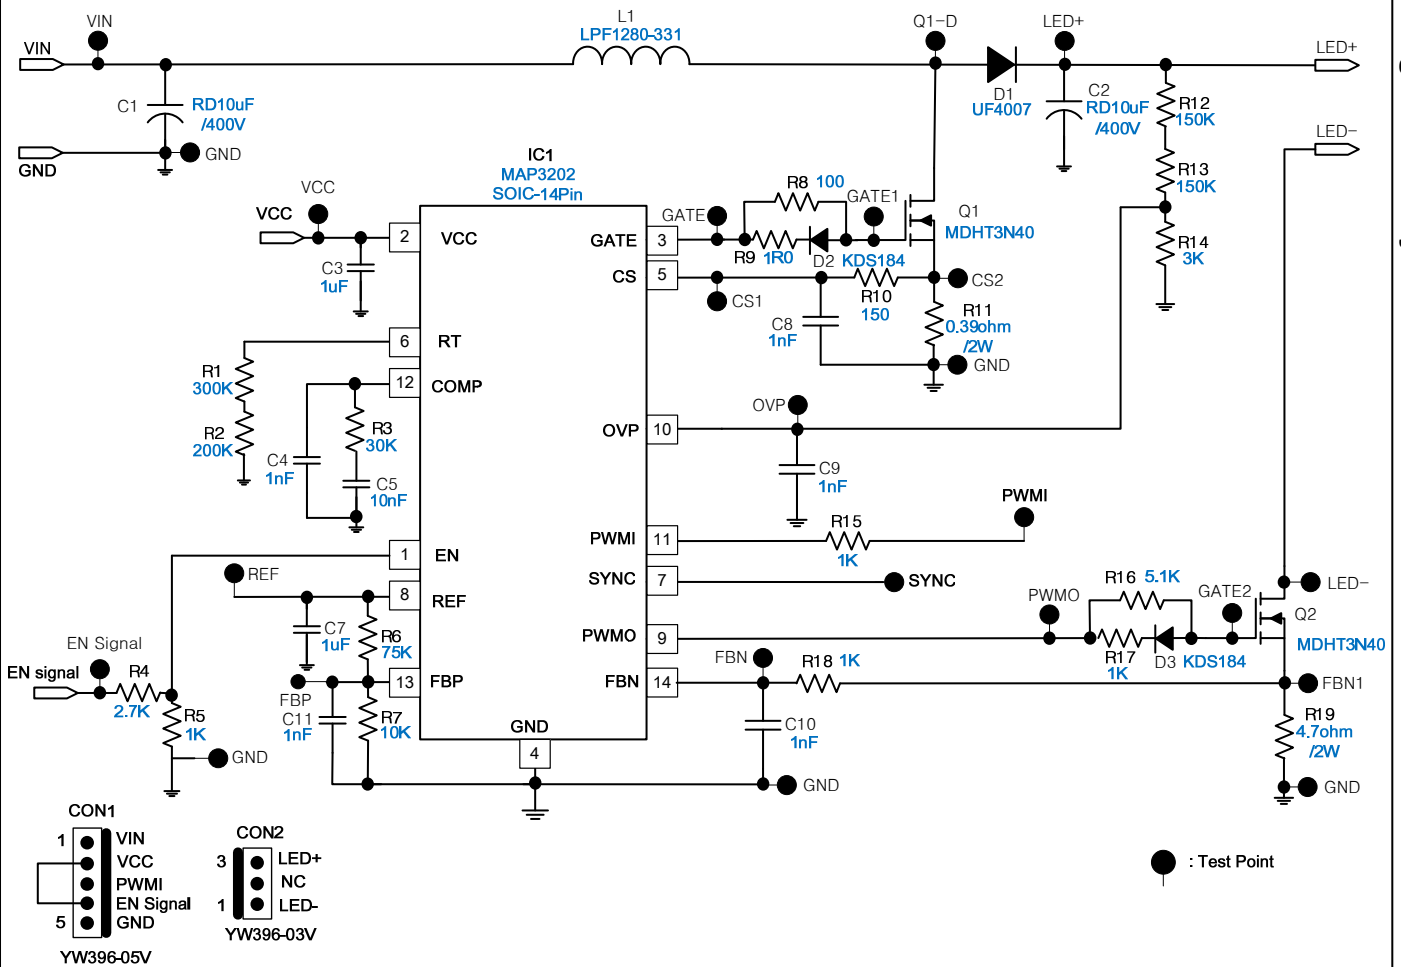 VIN
VIN
C1
RD10uF
/400V
GND
GND
L1
LPF1280-331
Q1-D
D1
UF4007
LED+
C2
RD10uF
/400V
LED+
R12
150K
LED-
R13
150K
R14
3K
IC1
MAP3202
SOIC-14Pin
VCC
VCC
C3
1uF
2
VCC
6
RT
12
COMP
1
EN
8
REF
13
FBP
GND
4
GATE
3
CS
5
OVP
10
PWMI
11
SYNC
7
PWMO
9
FBN
14
GATE
R8
100
R9
1R0
D2
KDS184
GATE1
Q1
MDHT3N40
CS1
C8
1nF
R10
150
CS2
R11
0.39ohm
/2W
GND
R1
300K
R2
200K
R3
30K
C4
1nF
C5
10nF
OVP
C9
1nF
R15
1K
PWMI
SYNC
REF
C7
1uF
R6
75K
FBP
C11
1nF
R7
10K
EN Signal
EN signal
R4
2.7K
R5
1K
GND
PWMO
R16
5.1K
R17
1K
D3
KDS184
GATE2
LED-
Q2
MDHT3N40
FBN
R18
1K
C10
1nF
GND
FBN1
R19
4.7ohm
/2W
GND
CON1
1
VIN
VCC
PWMI
EN Signal
5
GND
YW396-05V
CON2
3
LED+
NC
1
LED-
YW396-03V
: Test Point